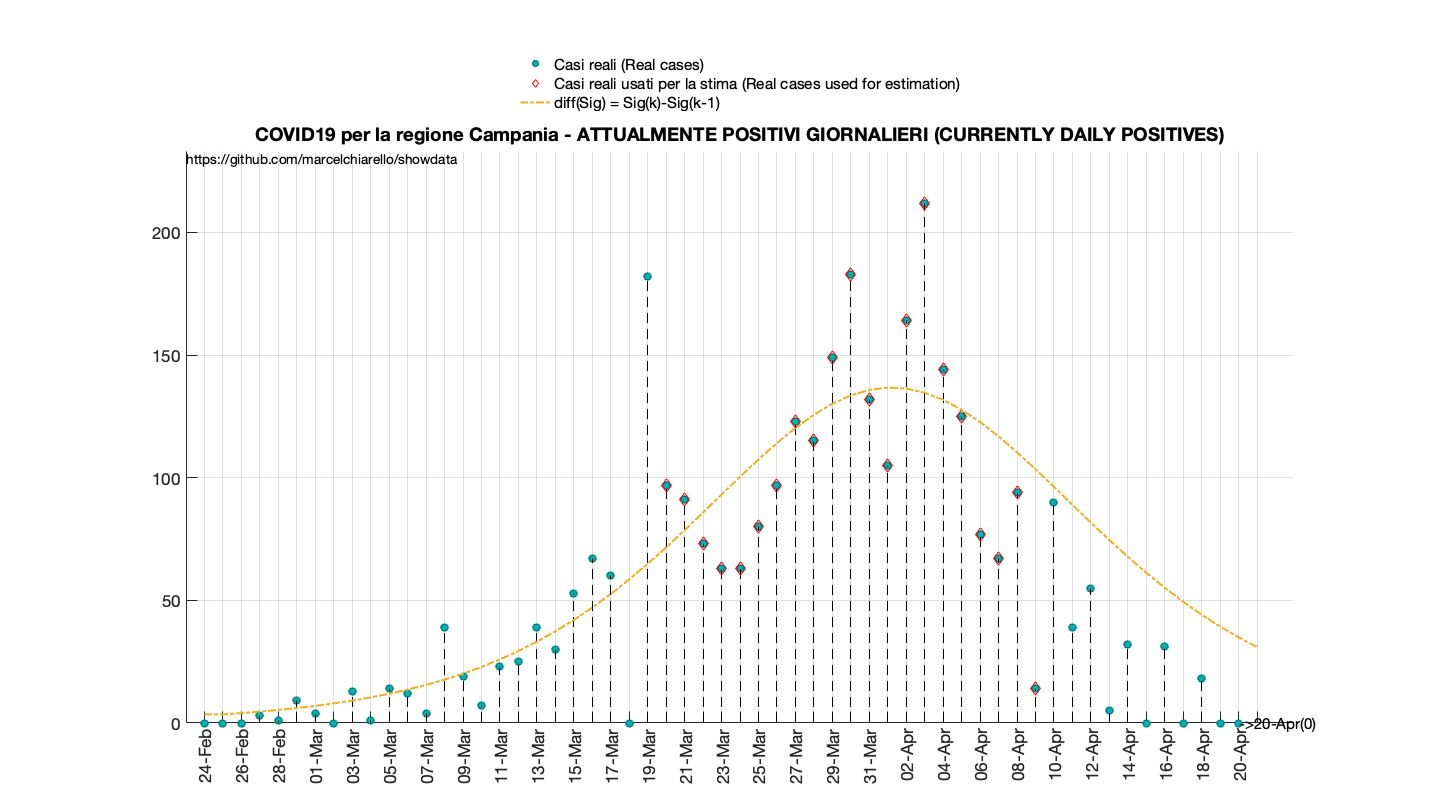 Casi reali (Real cases)
Casi reali usati per la stima (Real cases used for estimation)
diff(Sig) = Sig(k)-Sig(k-1)
COVID19 per la regione Campania - ATTUALMENTE POSITIVI GIORNALIERI (CURRENTLY DAILY POSITIVES)
https://github.com/marcelchiarello/showdata
200
150
100
50
0
->20-Apr(0)
24-Feb
26-Feb
28-Feb
01-Mar
03-Mar
05-Mar
07-Mar
09-Mar
11-Mar
13-Mar
15-Mar
17-Mar
19-Mar
21-Mar
23-Mar
25-Mar
27-Mar
29-Mar
31-Mar
02-Apr
04-Apr
06-Apr
08-Apr
10-Apr
12-Apr
14-Apr
16-Apr
18-Apr
20-Apr